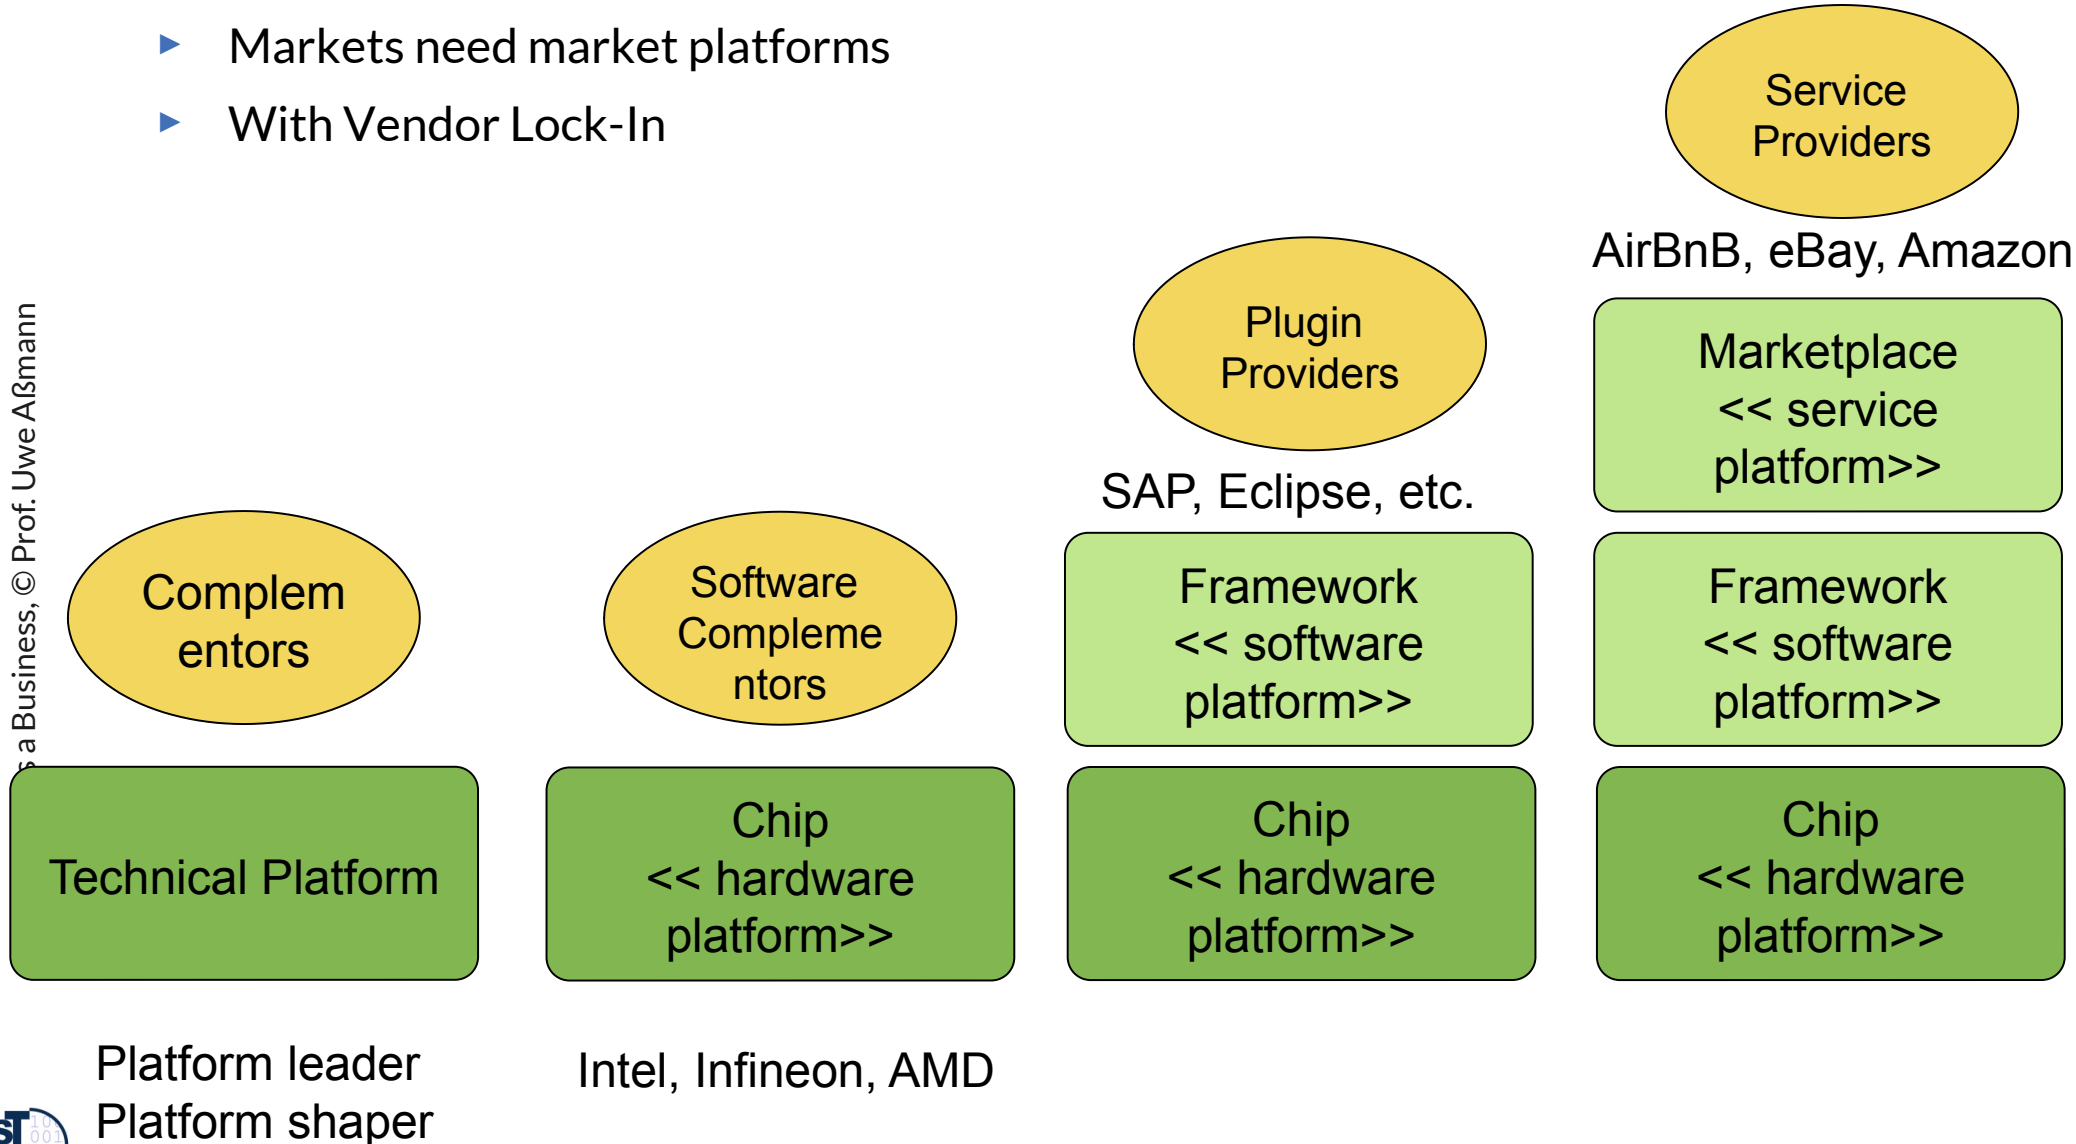 Markets need market platforms
With Vendor Lock-In
Service
Providers
AirBnB, eBay, Amazon
Plugin
Providers
SAP, Eclipse, etc.
Marketplace
<< service
platform>>
Complem
entors
Software
Compleme
ntors
Framework
<< software
platform>>
Framework
<< software
platform>>
Technical Platform
Chip
<< hardware
platform>>
Chip
<< hardware
platform>>
Chip
<< hardware
platform>>
Platform leader
Platform shaper
Intel, Infineon, AMD
a Business, © Prof. Uwe Aßmann